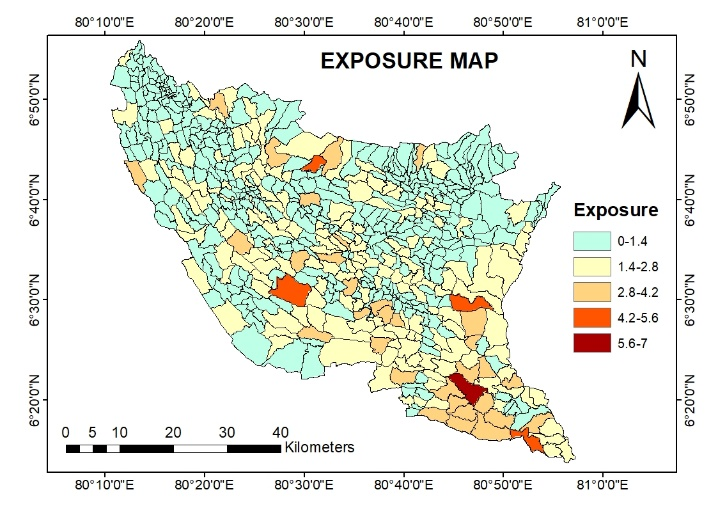 80°10'0"E 80°20'0"E 80°30'0"E 80°40'0"E 80°50'0"E 81°0'0"E
EXPOSURE MAP
N
6°50'0"N 6°50'0"N
6°40'0"N 6°40'0"N
Exposure
0-1.4
1.4-2.8
6°30'0"N 6°30'0"N
2.8-4.2
4.2-5.6
5.6-7
6°20'0"N 6°20'0"N
0 5 10 20 30 40
Kilometers
80°10'0"E 80°20'0"E 80°30'0"E 80°40'0"E 80°50'0"E 81°0'0"E